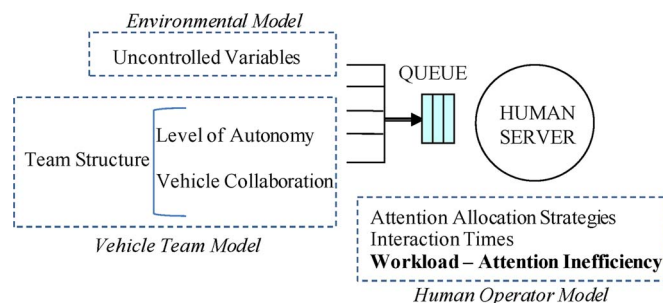 Environmental Model
Uncontrolled Variables
QUEUE
HUMAN
SERVER
Team Structure
Level of Autonomy
Vehicle Collaboration
Vehicle Team Model
Attention Allocation Strategies
Interaction Times
Workload – Attention Inefficiency
Human Operator Model